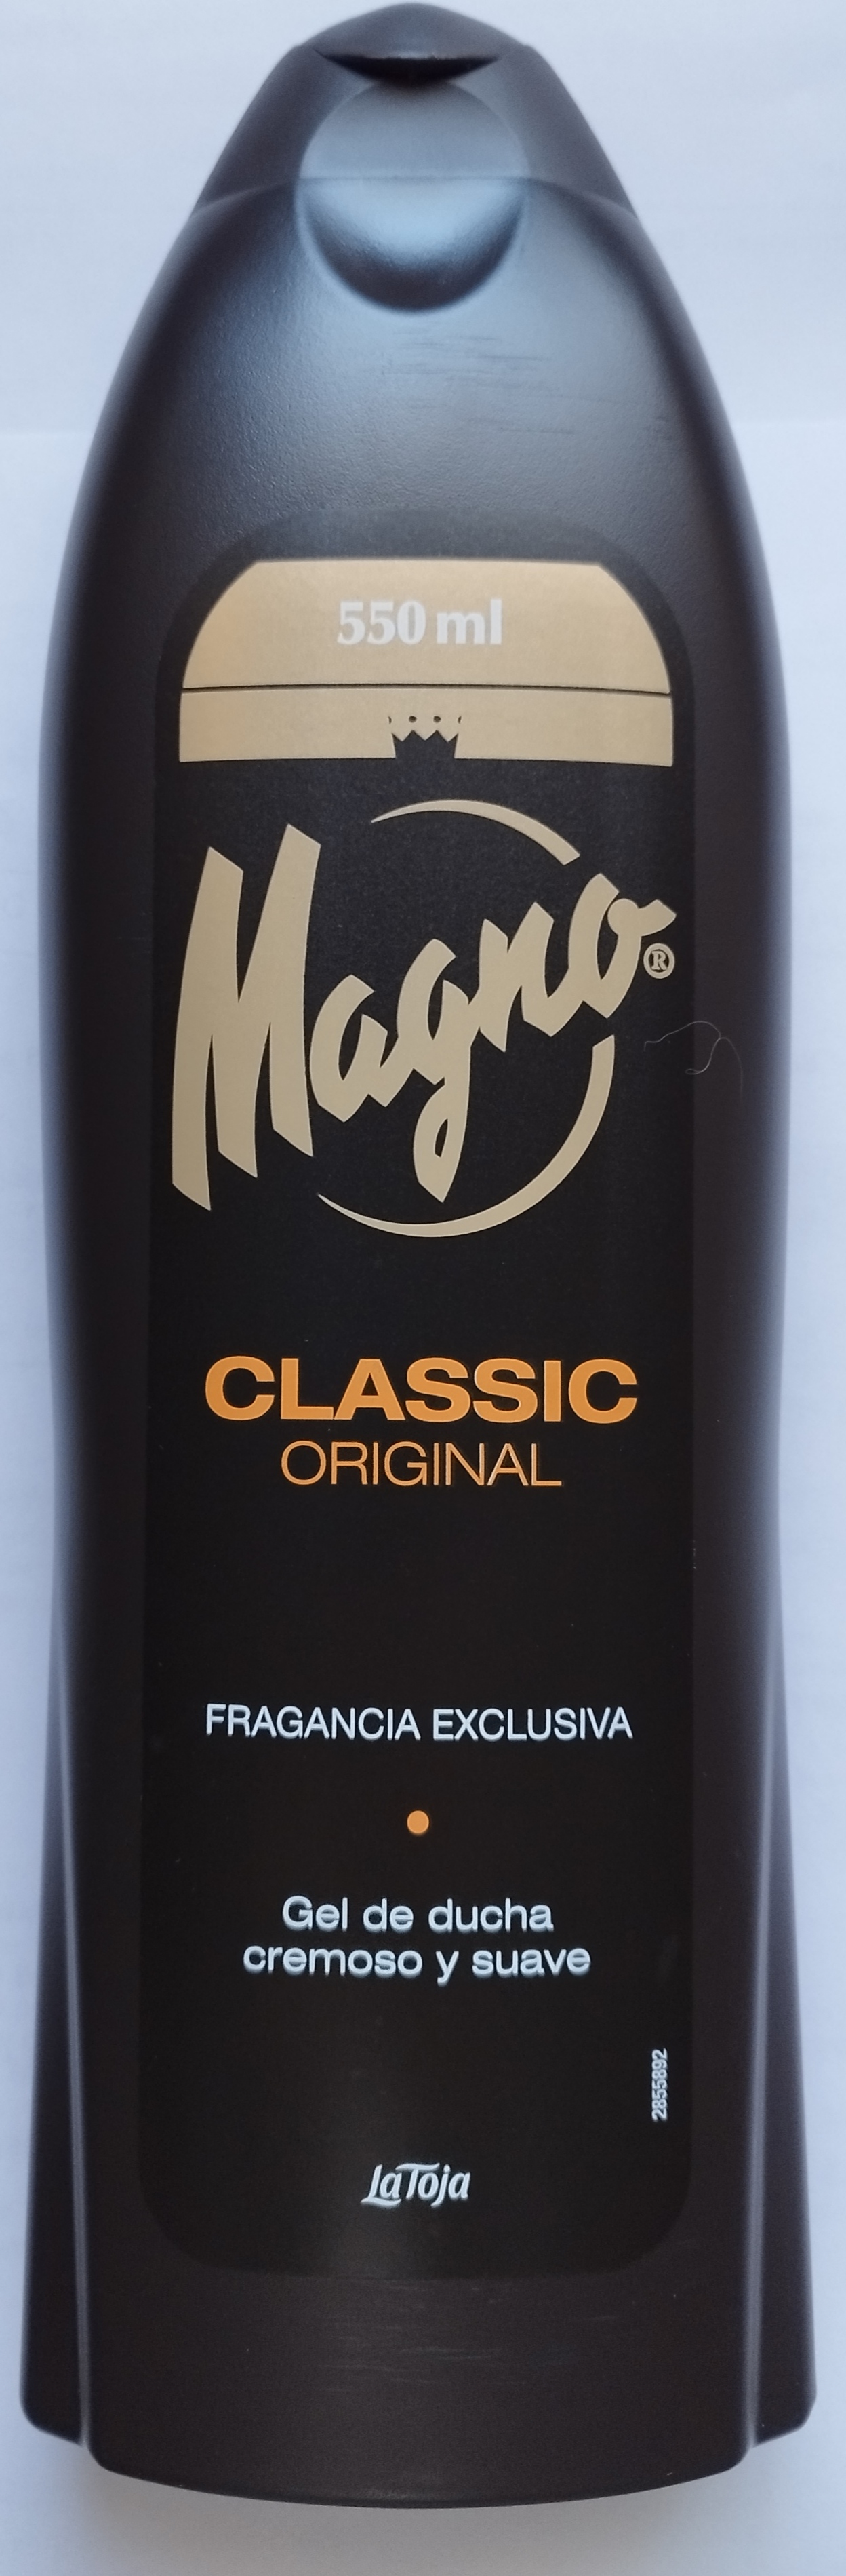 550 ml
Magno®
CLASSIC
ORIGINAL
FRAGANCIA EXCLUSIVA
Gel de ducha
cremoso y suave
2855892
LaToja